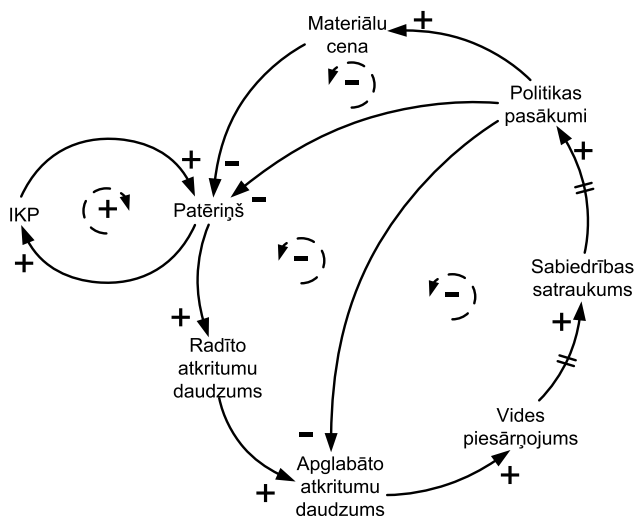 Materiālu
cena
+
-
Politikas
pasākumi
+
+
-
-
IKP
+
Patēriņš
+
-
-
Sabiedrības
satraukums
+
+
Radīto
atkritumu
daudzums
Vides
piesārņojums
-
+
Apglabāto
atkritumu
daudzums
+